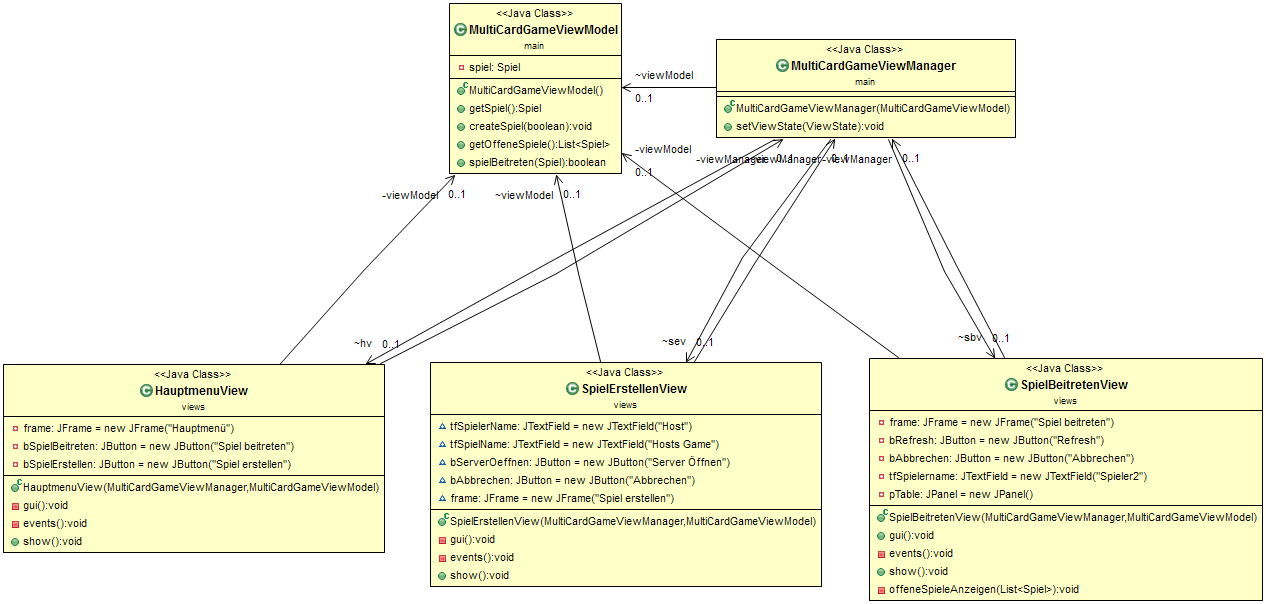 <<Java Class>>
MultiCardGameViewModel
main
spiel: Spiel
MultiCardGameViewModel()
getSpiel():Spiel
createSpiel(boolean):void
getOffeneSpiele():List<Spiel>
spielBeitreten(Spiel):boolean
<<Java Class>>
MultiCardGameViewManager
main
MultiCardGameViewManager(MultiCardGameViewModel)
setViewState(ViewState):void
~viewModel
0..1
-viewModel
0..1
-viewManager
0..1
-viewManager
0..1
-viewManager
0..1
-viewModel
0..1
~viewModel
0..1
~hv
0..1
~sev
0..1
~sbv
0..1
<<Java Class>>
HauptmenuView
views
frame: JFrame = new JFrame("Hauptmenü")
bSpielBeitreten: JButton = new JButton("Spiel beitreten")
bSpielErstellen: JButton = new JButton("Spiel erstellen")
HauptmenuView(MultiCardGameViewManager,MultiCardGameViewModel)
gui():void
events():void
show():void
<<Java Class>>
SpielErstellenView
views
tfSpielerName: JTextField = new JTextField("Host")
tfSpielName: JTextField = new JTextField("Hosts Game")
bServerOeffnen: JButton = new JButton("Server Öffnen")
bAbbrechen: JButton = new JButton("Abbrechen")
frame: JFrame = new JFrame("Spiel erstellen")
SpielErstellenView(MultiCardGameViewManager,MultiCardGameViewModel)
gui():void
events():void
show():void
<<Java Class>>
SpielBeitretenView
views
frame: JFrame = new JFrame("Spiel beitreten")
bRefresh: JButton = new JButton("Refresh")
bAbbrechen: JButton = new JButton("Abbrechen")
tfSpielername: JTextField = new JTextField("Spieler2")
pTable: JPanel = new JPanel()
SpielBeitretenView(MultiCardGameViewManager,MultiCardGameViewModel)
gui():void
events():void
show():void
offeneSpieleAnzeigen(List<Spiel>):void